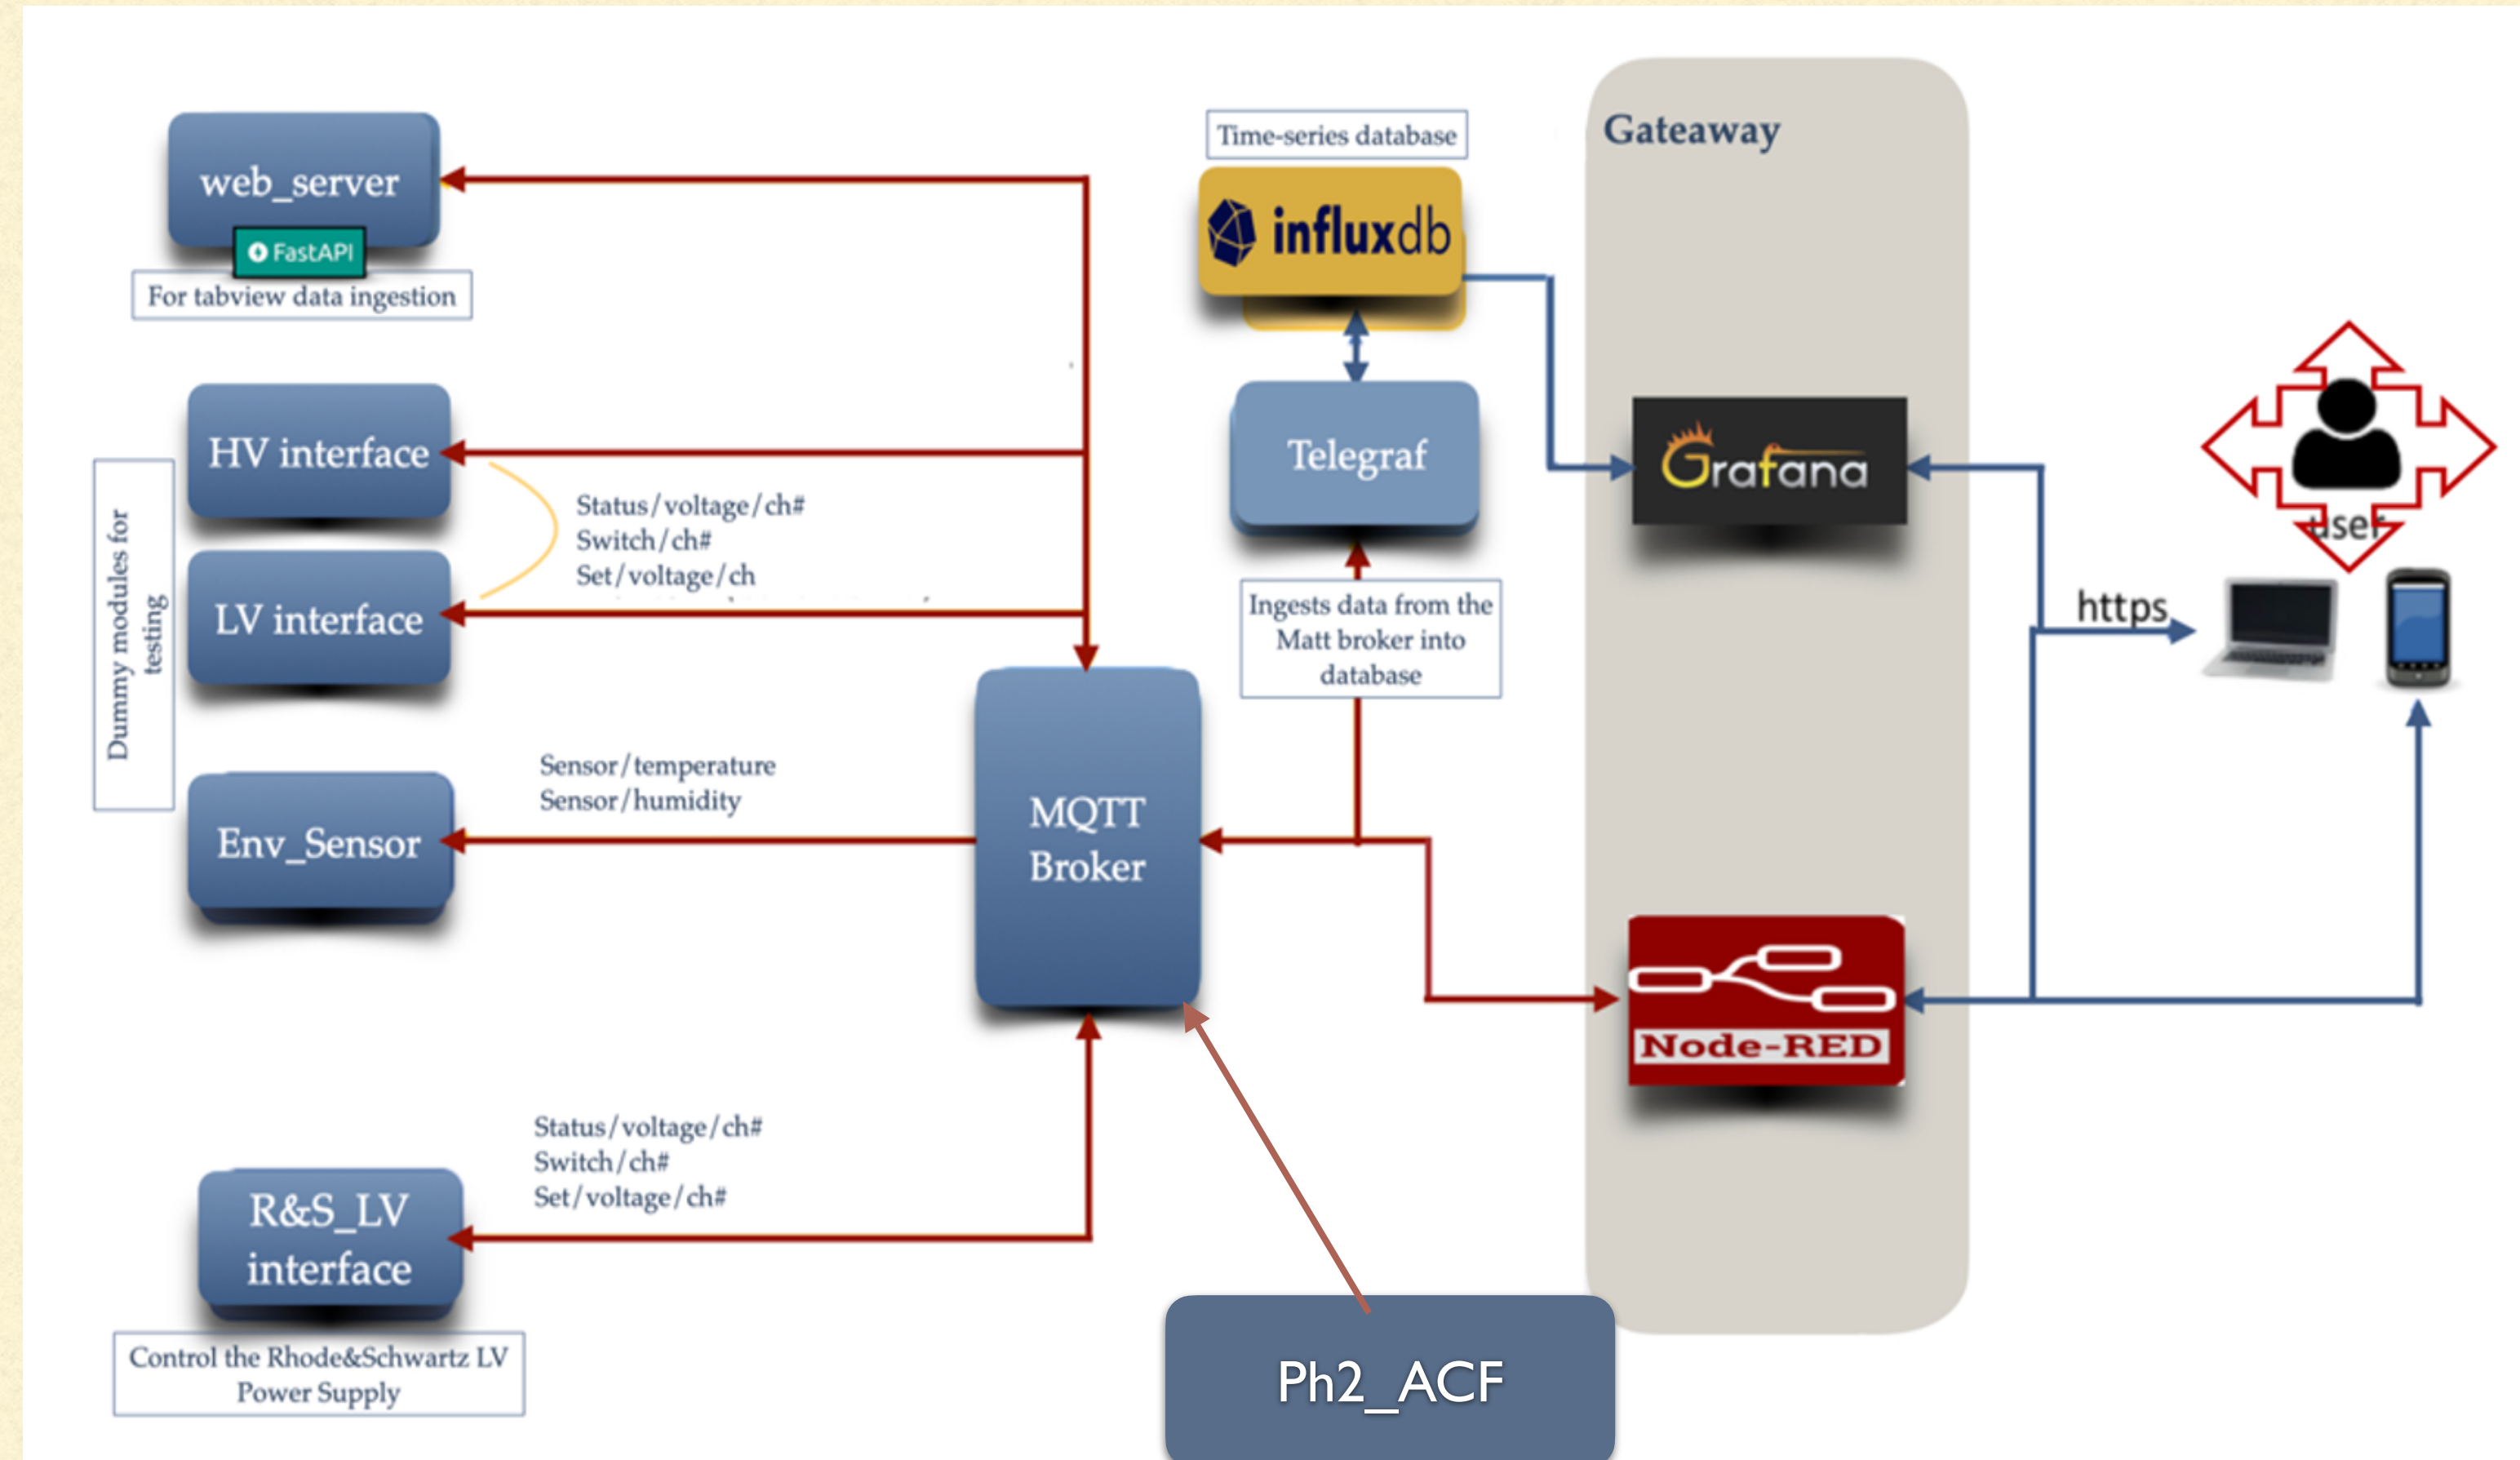 web_server
FastAPI
For tabview data ingestion
HV interface
LV interface
Dummy modules for
testing
Status/voltage/ch#
Switch/ch#
Set/voltage/ch
Env_Sensor
Sensor/temperature
Sensor/humidity
R&S_LV
interface
Control the Rhode&Schwartz LV
Power Supply
Status/voltage/ch#
Switch/ch#
Set/voltage/ch#
MQTT
Broker
Time-series database
influxdb
Telegraf
Ingests data from the
Matt broker into
database
Gateaway
Grafana
Node-RED
user
https
Ph2_ACF